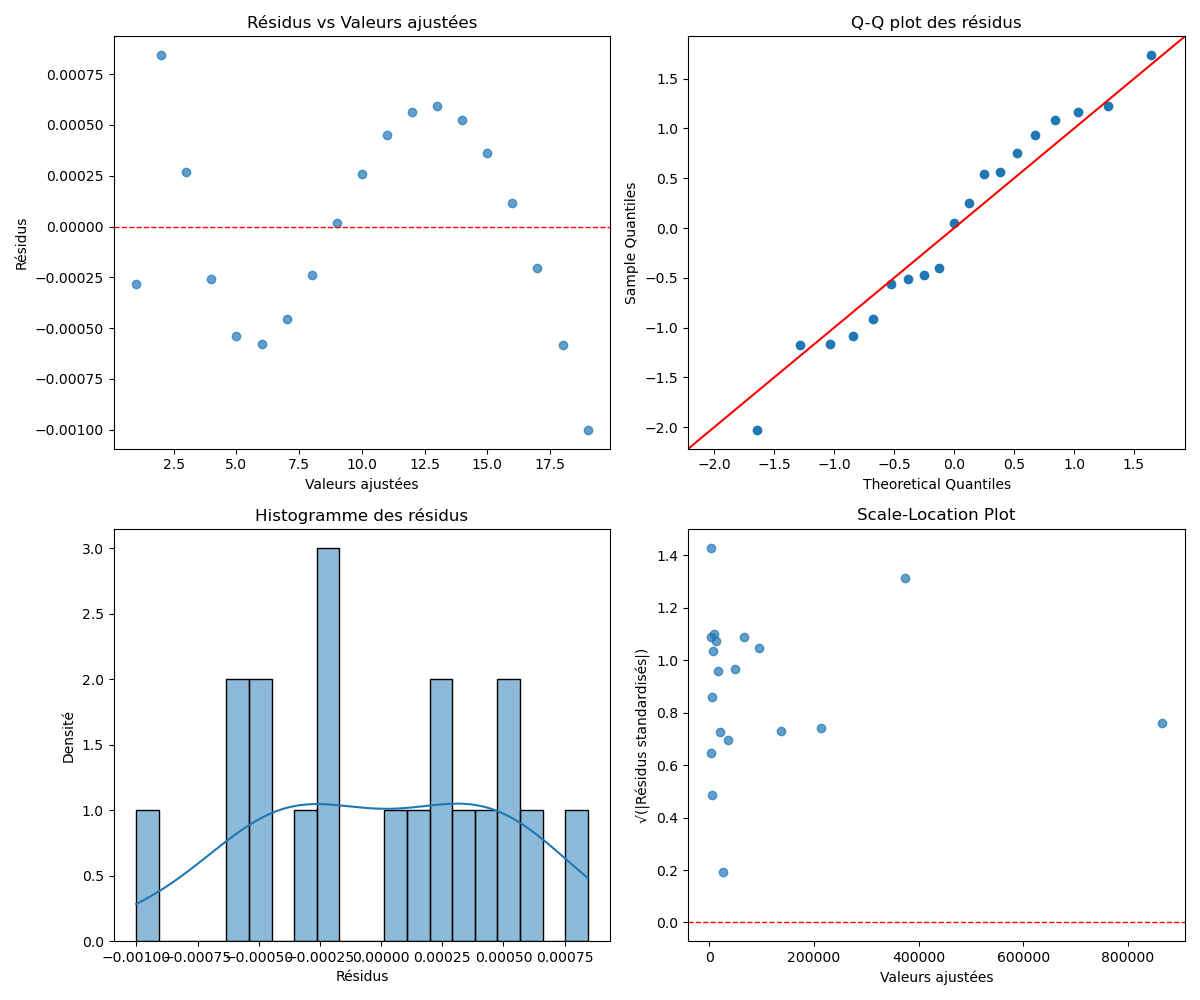 Résidus vs Valeurs ajustées
0.00075
0.00050
0.00025
0.00000
−0.00025
−0.00050
−0.00075
−0.00100
Résidus
2.5 5.0 7.5 10.0 12.5 15.0 17.5
Valeurs ajustées
Q-Q plot des résidus
1.5
1.0
0.5
0.0
−0.5
−1.0
−1.5
−2.0
Sample Quantiles
−2.0 −1.5 −1.0 −0.5 0.0 0.5 1.0 1.5
Theoretical Quantiles
Histogramme des résidus
3.0
2.5
2.0
1.5
1.0
0.5
0.0
Densité
−0.00100 −0.00075 −0.00050 −0.00025 0.00000 0.00025 0.00050 0.00075
Résidus
Scale-Location Plot
1.4
1.2
1.0
0.8
0.6
0.4
0.2
0.0
√(|Résidus standardisés|)
0 200000 400000 600000 800000
Valeurs ajustées